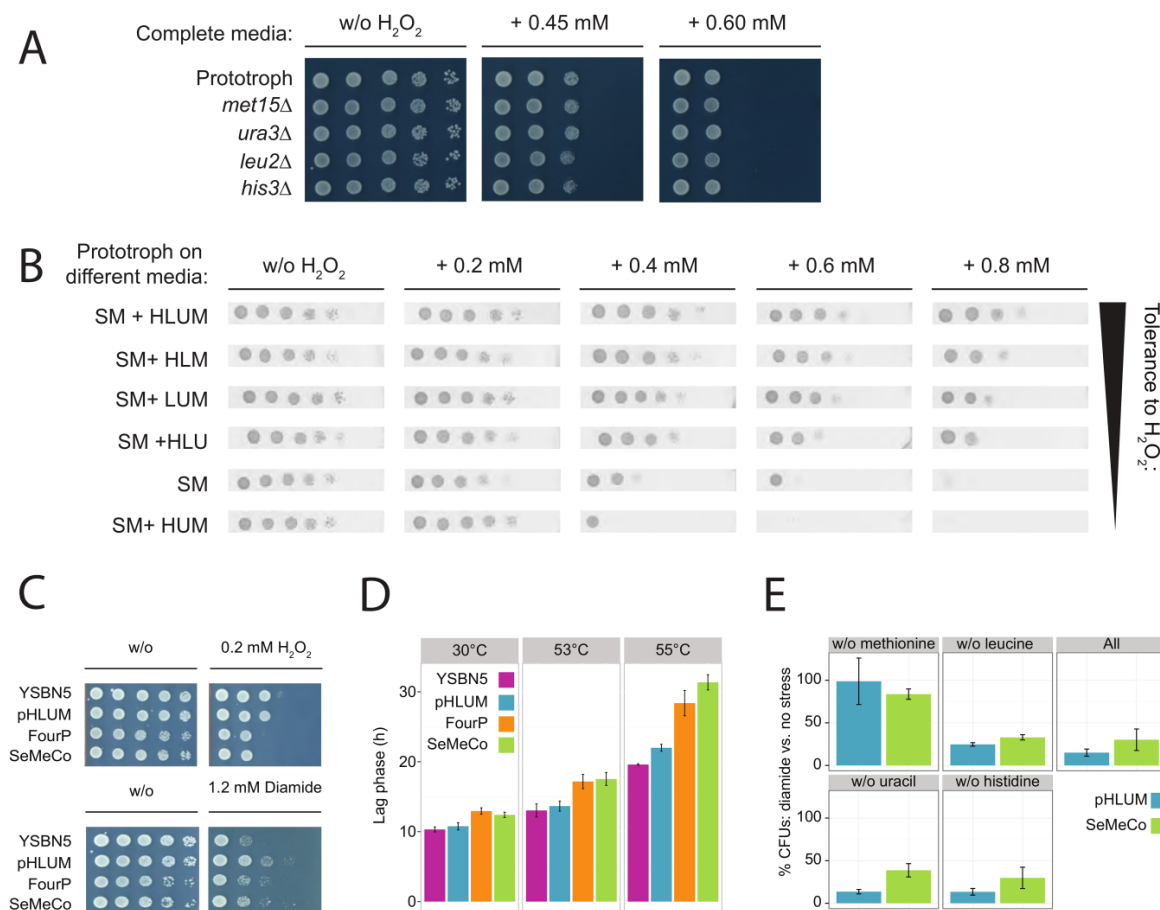 A
Complete media:
w/o H₂O₂
+ 0.45 mM
+ 0.60 mM
Prototroph
met15Δ
ura3Δ
leu2Δ
his3Δ
B
Prototroph on
different media:
w/o H₂O₂
+ 0.2 mM
+ 0.4 mM
+ 0.6 mM
+ 0.8 mM
SM + HLUM
SM+ HLM
SM+ LUM
SM +HLU
SM
SM+ HUM
Tolerance to H₂O₂:
C
w/o
0.2 mM H₂O₂
YSBN5
pHLUM
FourP
SeMeCo
w/o
1.2 mM Diamide
YSBN5
pHLUM
FourP
SeMeCo
D
30°C
53°C
55°C
YSBN5
pHLUM
FourP
SeMeCo
Lag phase (h)
30
20
10
0
E
w/o methionine
w/o leucine
All
100
50
0
w/o uracil
w/o histidine
100
50
0
% CFUs: diamide vs. no stress
pHLUM
SeMeCo